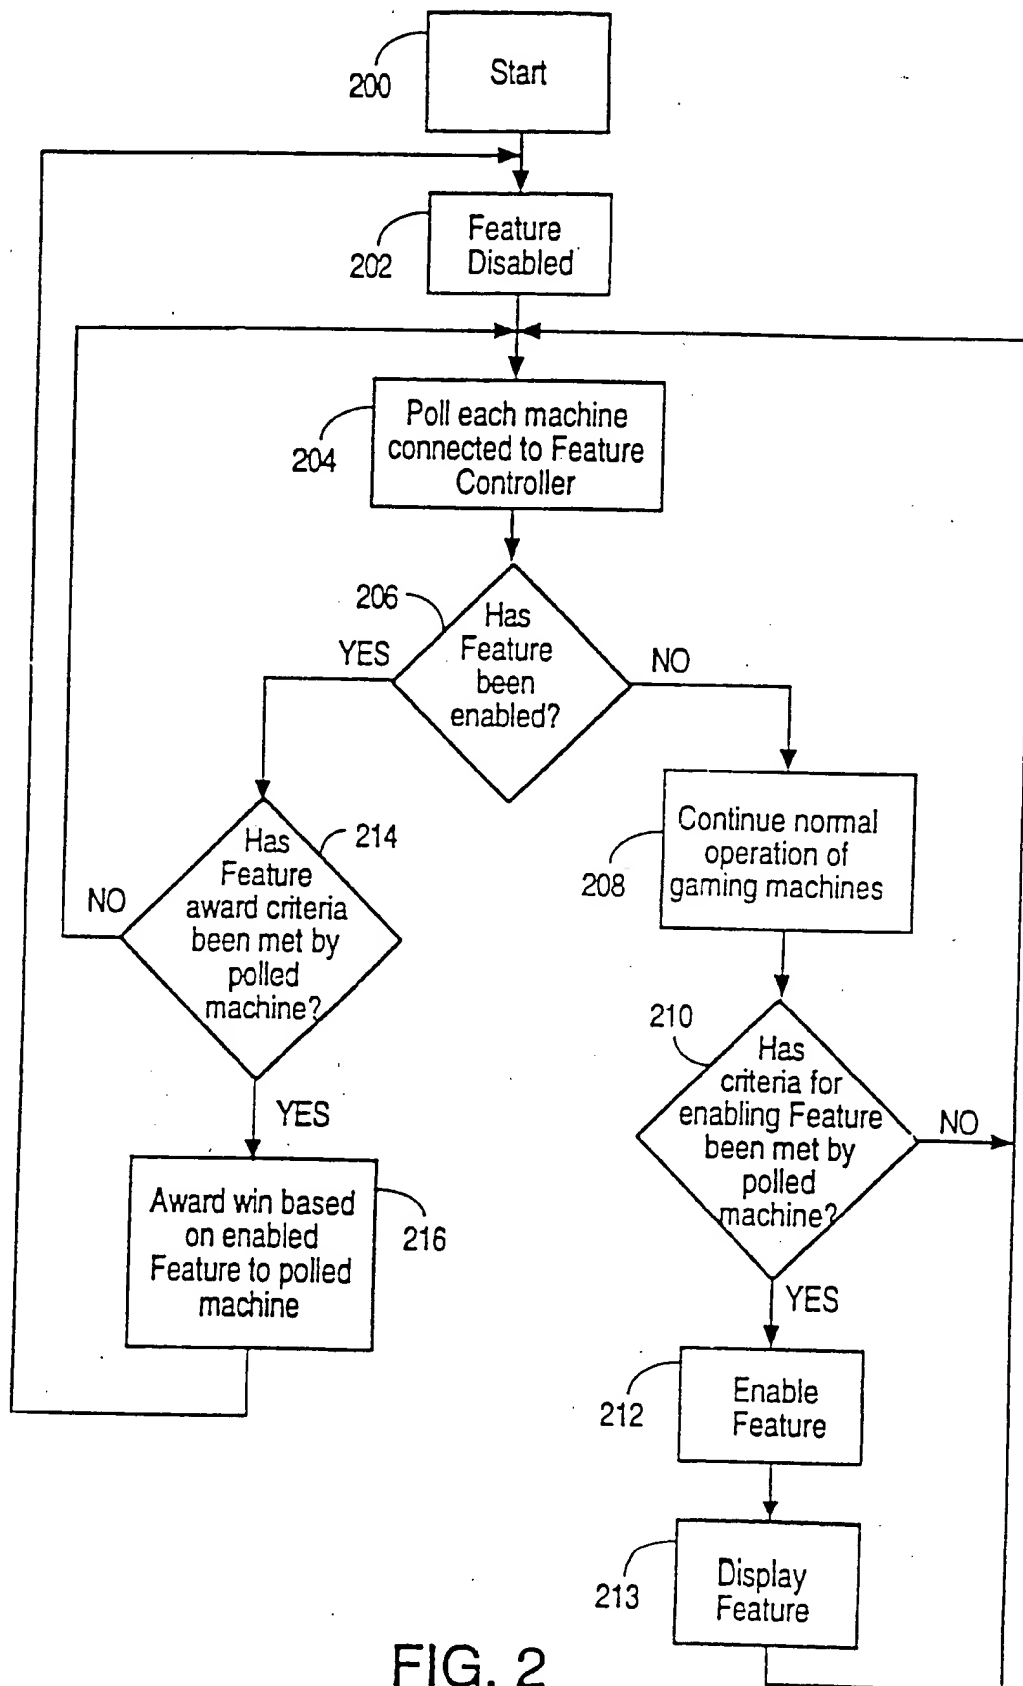 Start
200
Feature
Disabled
202
Poll each machine
connected to Feature
Controller
204
206
Has
Feature
been
enabled?
YES
NO
Has
Feature
award criteria
been met by
polled
machine?
214
NO
YES
Continue normal
operation of
gaming machines
208
210
Has
criteria for
enabling Feature
been met by
polled
machine?
NO
YES
Award win based
on enabled
Feature to polled
machine
216
Enable
Feature
212
Display
Feature
213
FIG. 2